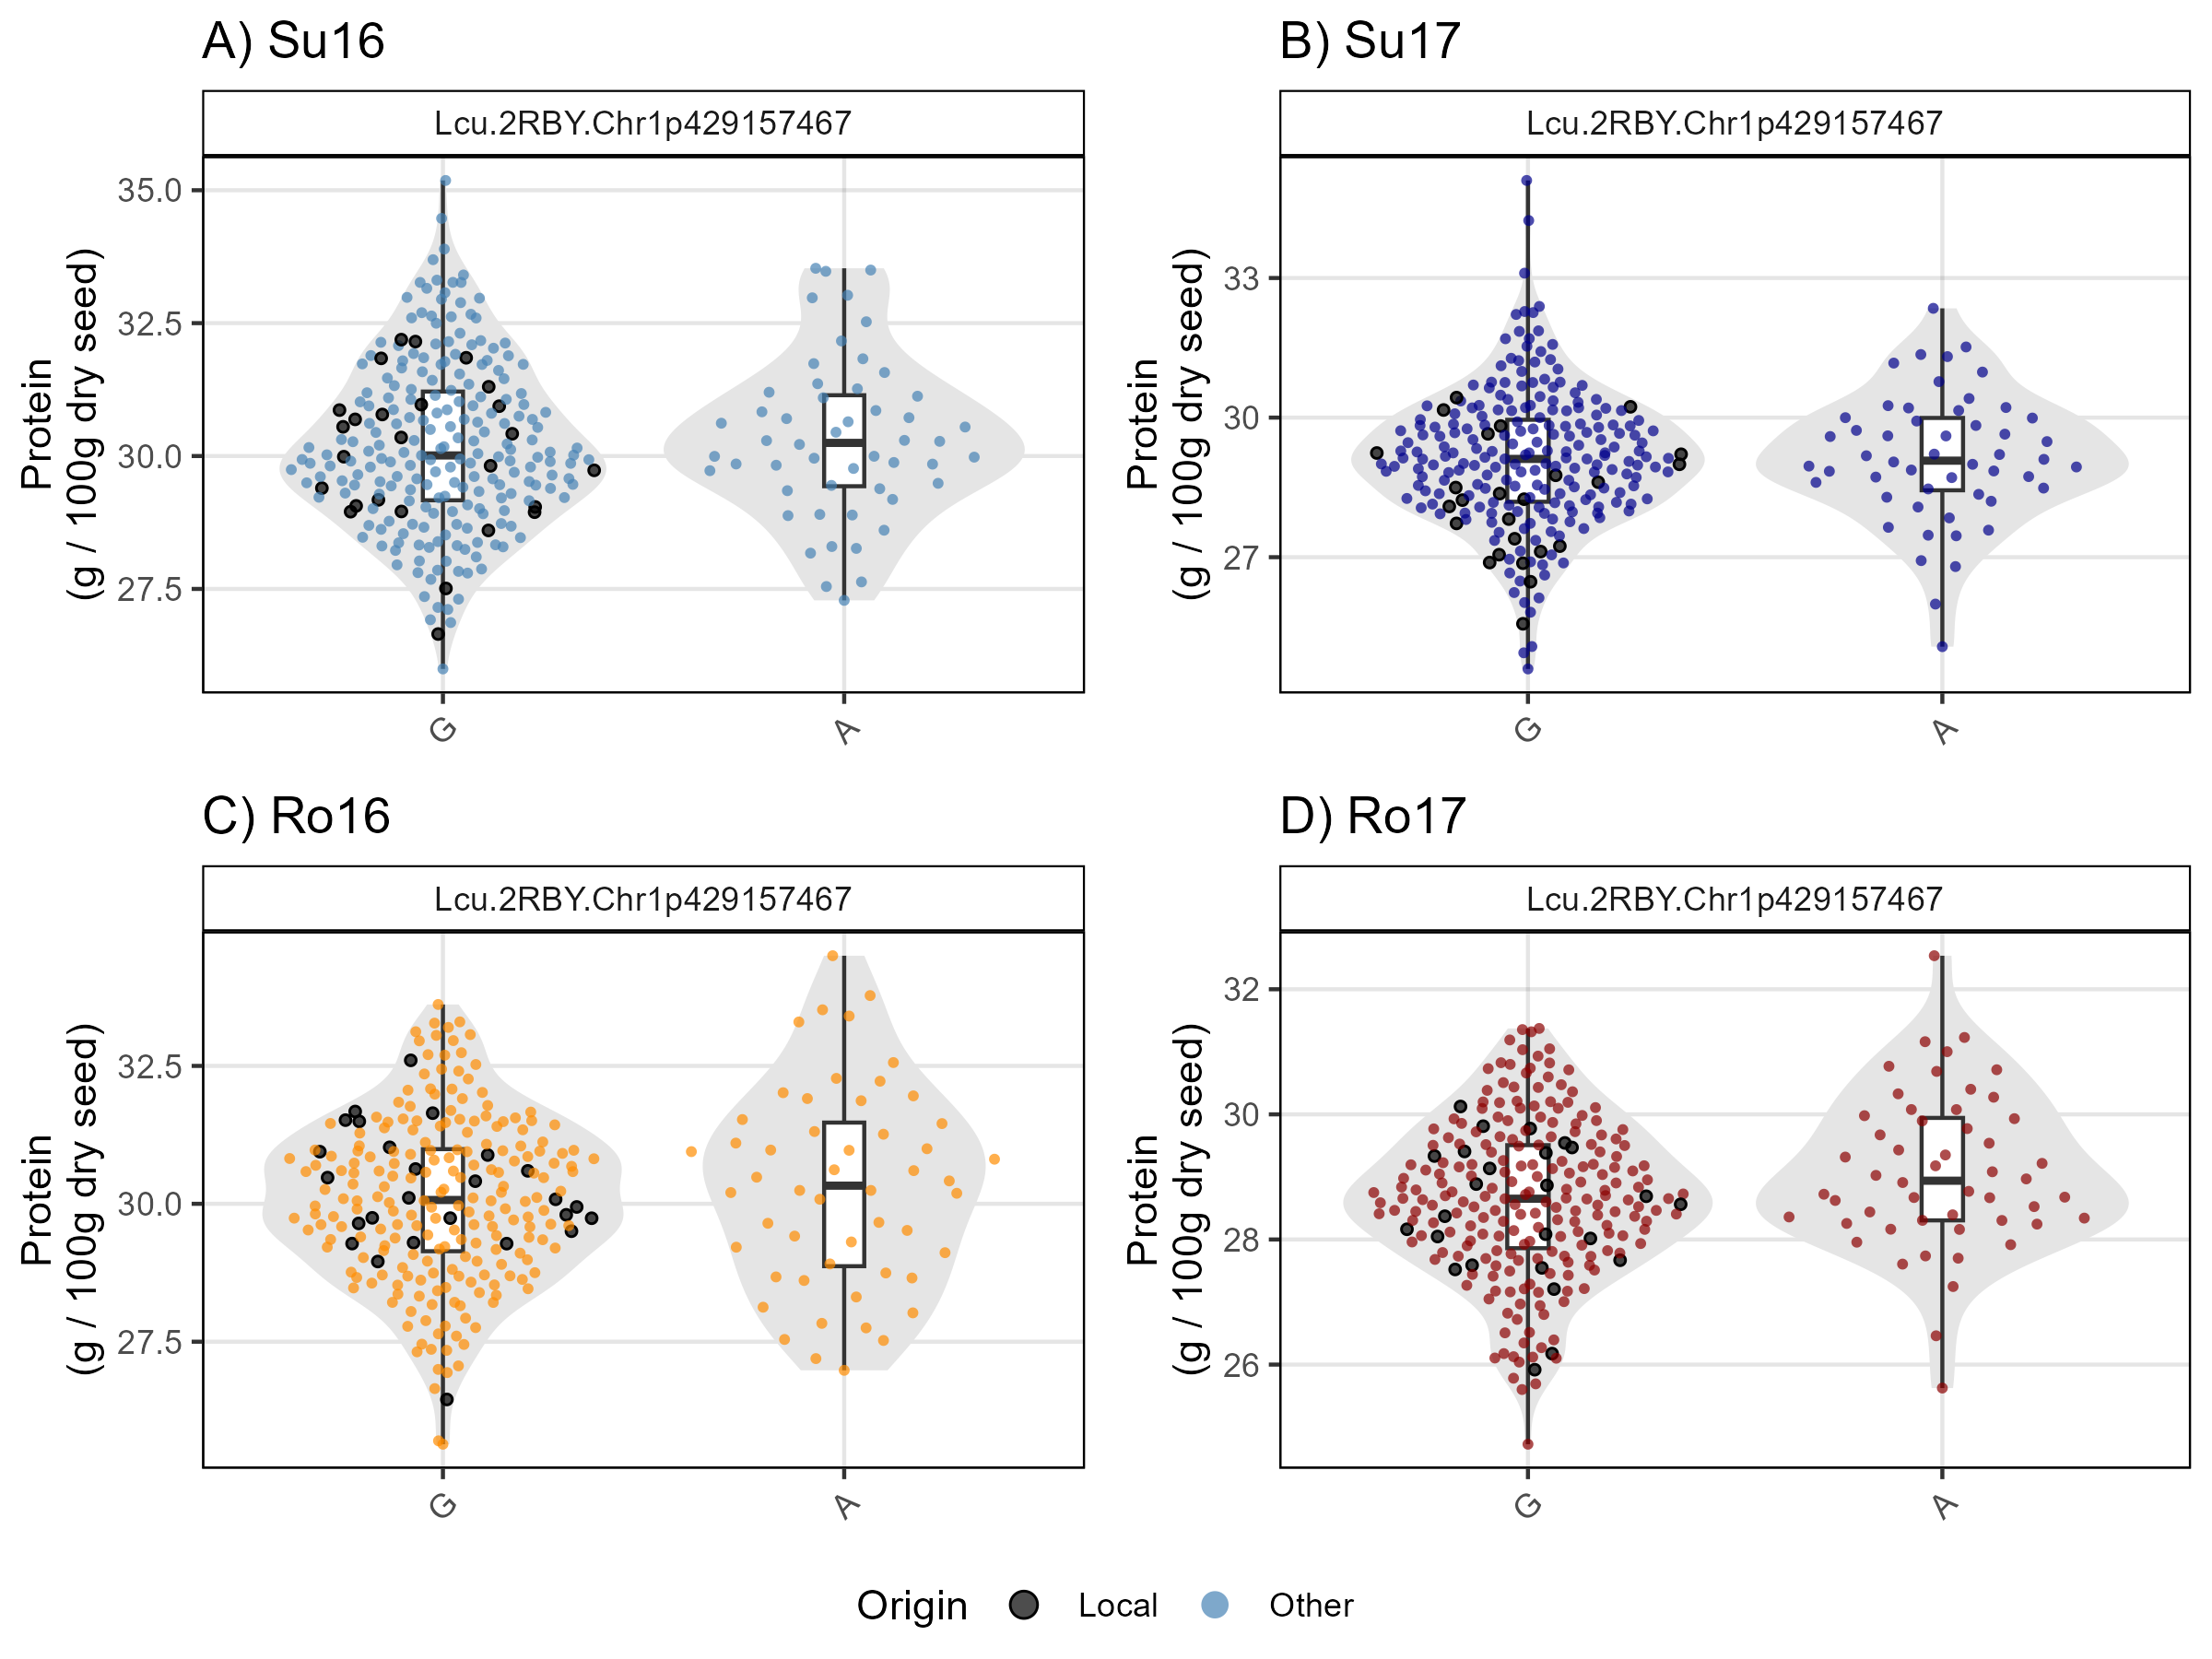 A) Su16
Lcu.2RBY.Chr1p429157467
Protein
(g / 100g dry seed)
35.0
32.5
30.0
27.5
G
A
B) Su17
Lcu.2RBY.Chr1p429157467
Protein
(g / 100g dry seed)
33
30
27
G
A
C) Ro16
Lcu.2RBY.Chr1p429157467
Protein
(g / 100g dry seed)
32.5
30.0
27.5
G
A
D) Ro17
Lcu.2RBY.Chr1p429157467
Protein
(g / 100g dry seed)
32
30
28
26
G
A
Origin Local Other